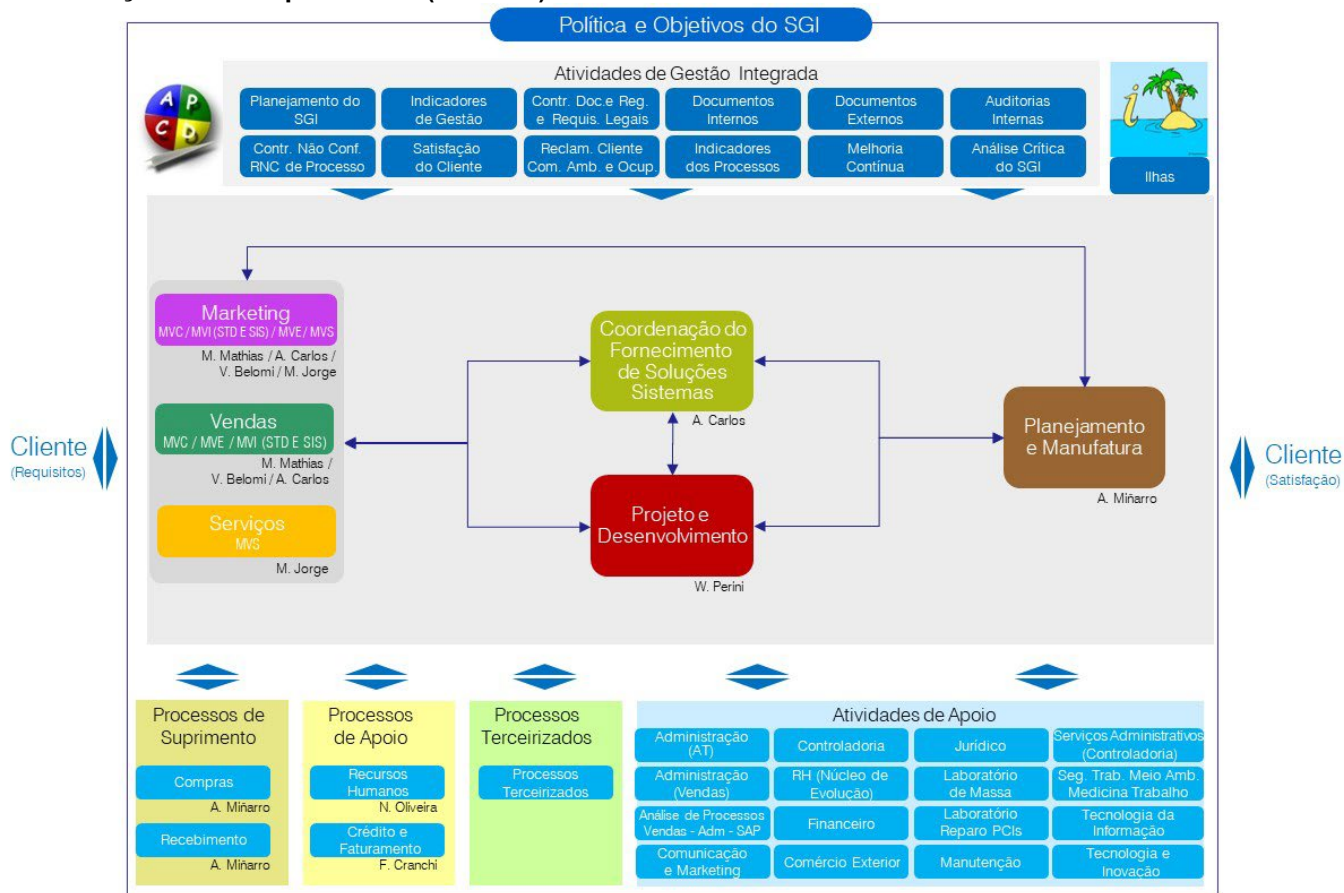 Política e Objetivos do SGI
Atividades de Gestão Integrada
A P
C D
Planejamento do
SGI
Indicadores
de Gestão
Contr. Doc.e Reg.
e Requis. Legais
Documentos
Internos
Documentos
Externos
Auditorias
Internas
Contr. Não Conf.
RNC de Processo
Satisfação
do Cliente
Reclam. Cliente
Com. Amb. e Ocup.
Indicadores
dos Processos
Melhoria
Contínua
Análise Crítica
do SGI
i
Ilhas
Cliente
(Requisitos)
Marketing
MVC / MVI (STD E SIS) / MVE / MVS
M. Mathias / A. Carlos /
V. Belomi / M. Jorge
Vendas
MVC / MVE / MVI (STD E SIS)
M. Mathias /
V. Belomi / A. Carlos
Serviços
MVS
M. Jorge
Coordenação do
Fornecimento
de Soluções
Sistemas
A. Carlos
Projeto e
Desenvolvimento
W. Perini
Planejamento
e Manufatura
A. Miñarro
Cliente
(Satisfação)
Processos de
Suprimento
Compras
A. Miñarro
Recebimento
A. Miñarro
Processos
de Apoio
Recursos
Humanos
N. Oliveira
Crédito e
Faturamento
F. Cranchi
Processos
Terceirizados
Processos
Terceirizados
Atividades de Apoio
Administração
(AT)
Controladoria
Jurídico
Serviços Administrativos
(Controladoria)
Administração
(Vendas)
RH (Núcleo de
Evolução)
Laboratório
de Massa
Seg. Trab. Meio Amb.
Medicina Trabalho
Análise de Processos
Vendas - Adm - SAP
Financeiro
Laboratório
Reparo PCIs
Tecnologia da
Informação
Comunicação
e Marketing
Comércio Exterior
Manutenção
Tecnologia e
Inovação